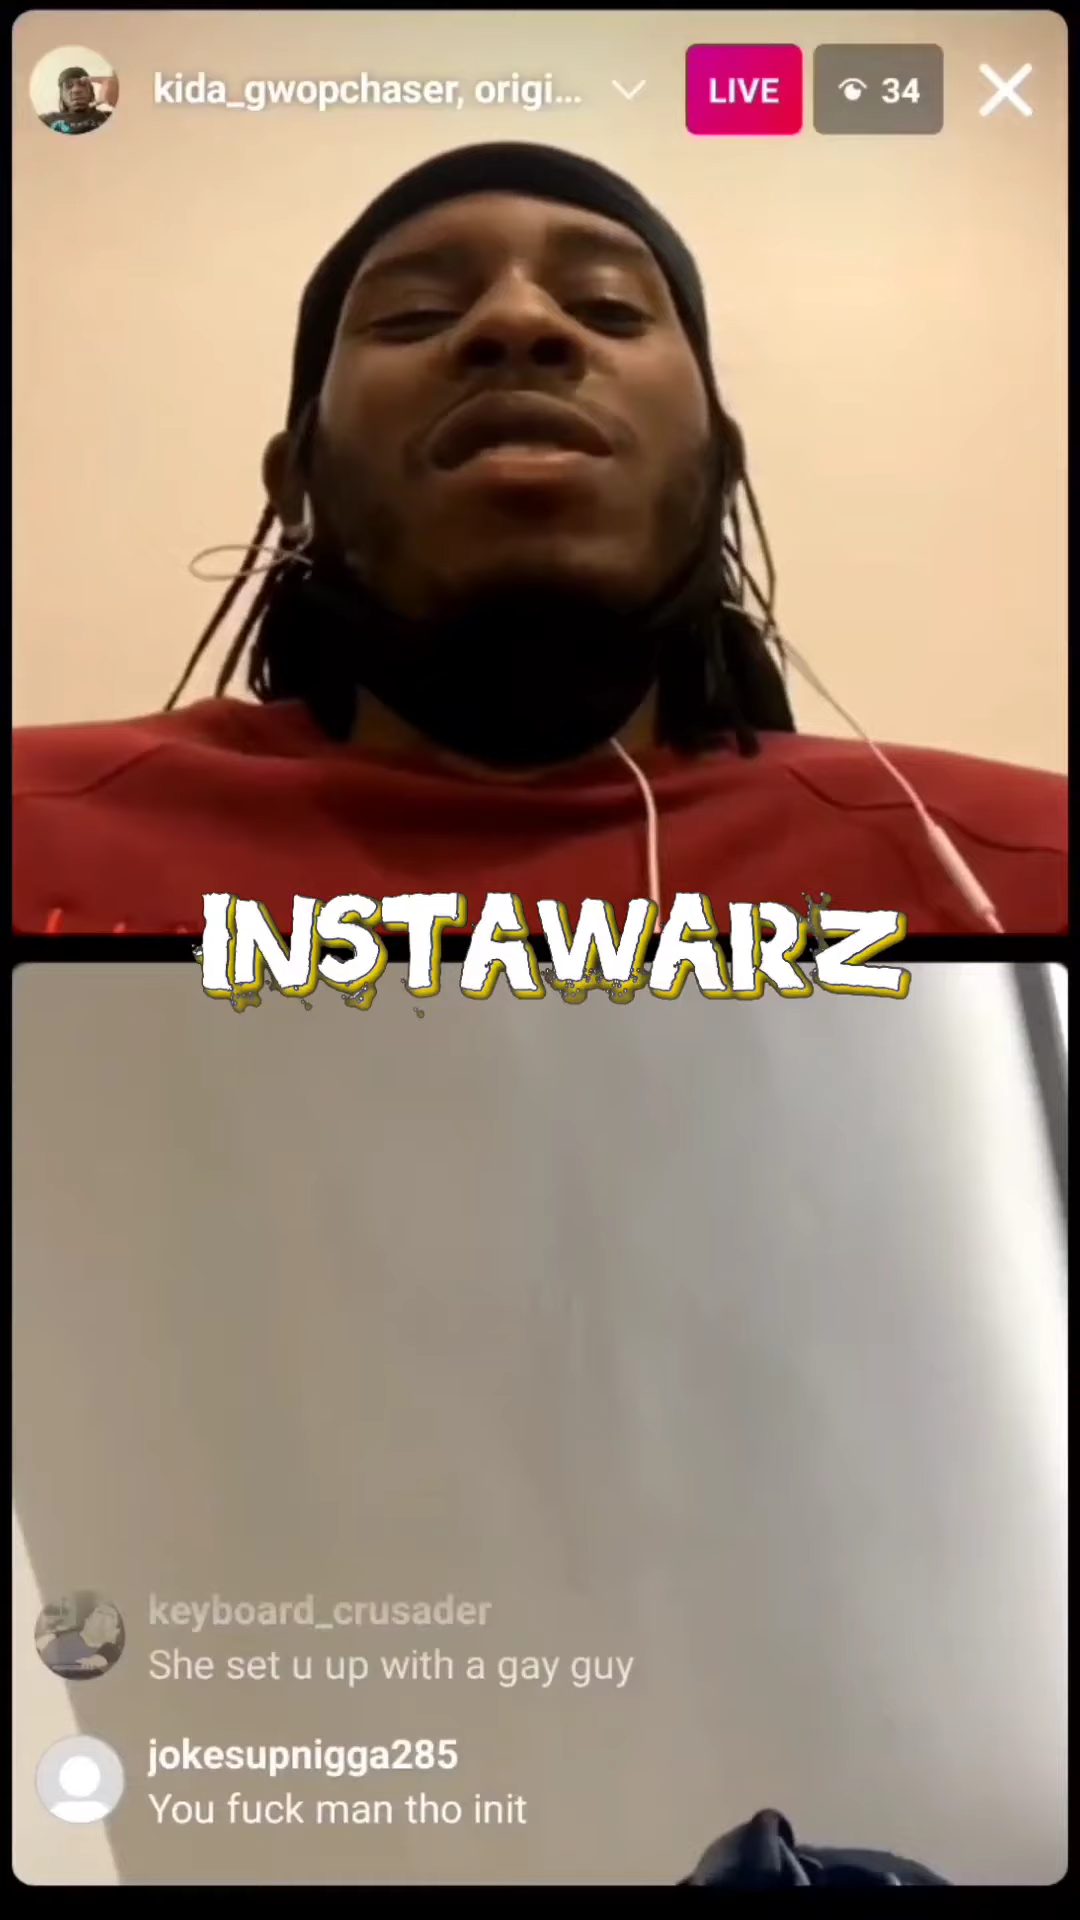 kida_gwopchaser, origi...
LIVE
34
INSTAWARZ
keyboard_crusader
She set u up with a gay guy
jokesupnigga285
You fuck man tho init